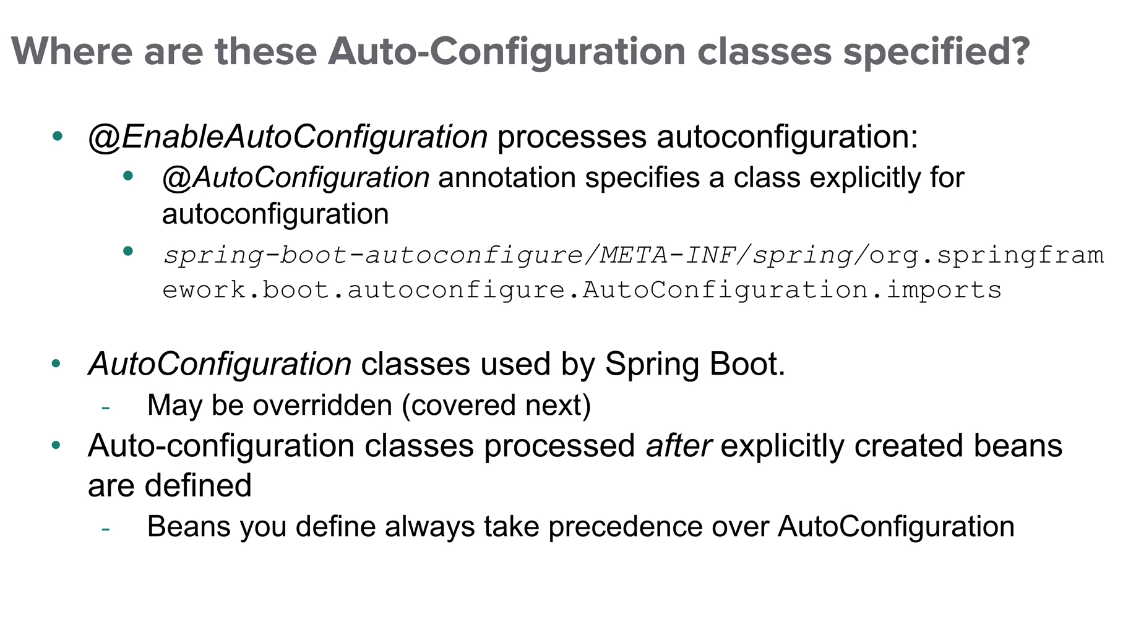 Where are these Auto-Configuration classes specified?
• @EnableAutoConfiguration processes autoconfiguration:
• @AutoConfiguration annotation specifies a class explicitly for
autoconfiguration
• spring-boot-autoconfigure/META-INF/spring/org.springfram
ework.boot.autoconfigure.AutoConfiguration.imports
• AutoConfiguration classes used by Spring Boot.
- May be overridden (covered next)
• Auto-configuration classes processed after explicitly created beans
are defined
- Beans you define always take precedence over AutoConfiguration